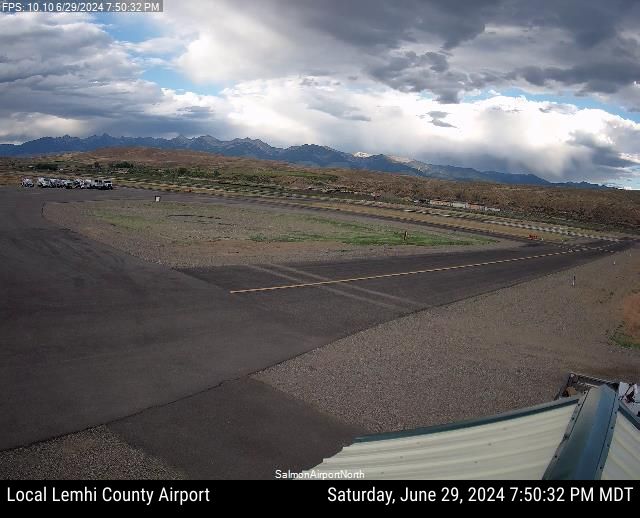 FPS: 10.10 6/29/2024 7:50:32 PM
SalmonAirportNorth
Local Lemhi County Airport Saturday, June 29, 2024 7:50:32 PM MDT